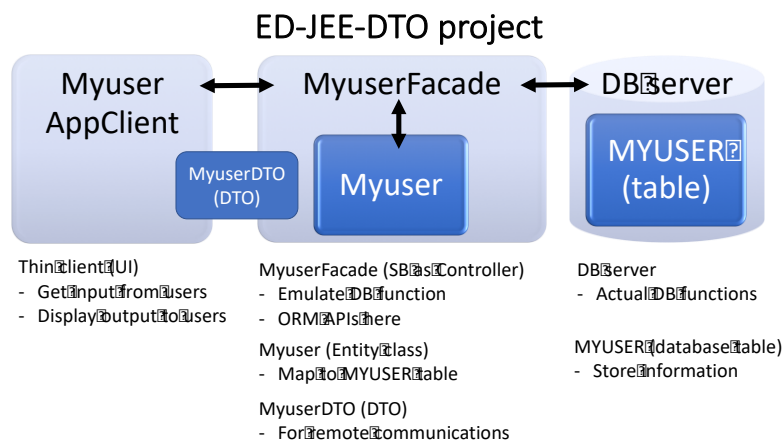 ED-JEE-DTO project
Myuser
AppClient
MyuserFacade
DB server
MyuserDTO
(DTO)
Myuser
MYUSER
(table)
Thin client (UI)
- Get input from users
- Display output to users
MyuserFacade (SB as Controller)
- Emulate DB function
- ORM APIs here
Myuser (Entity class)
- Map to MYUSER table
MyuserDTO (DTO)
- For remote communications
DB server
- Actual DB functions
MYUSER (database table)
- Store information